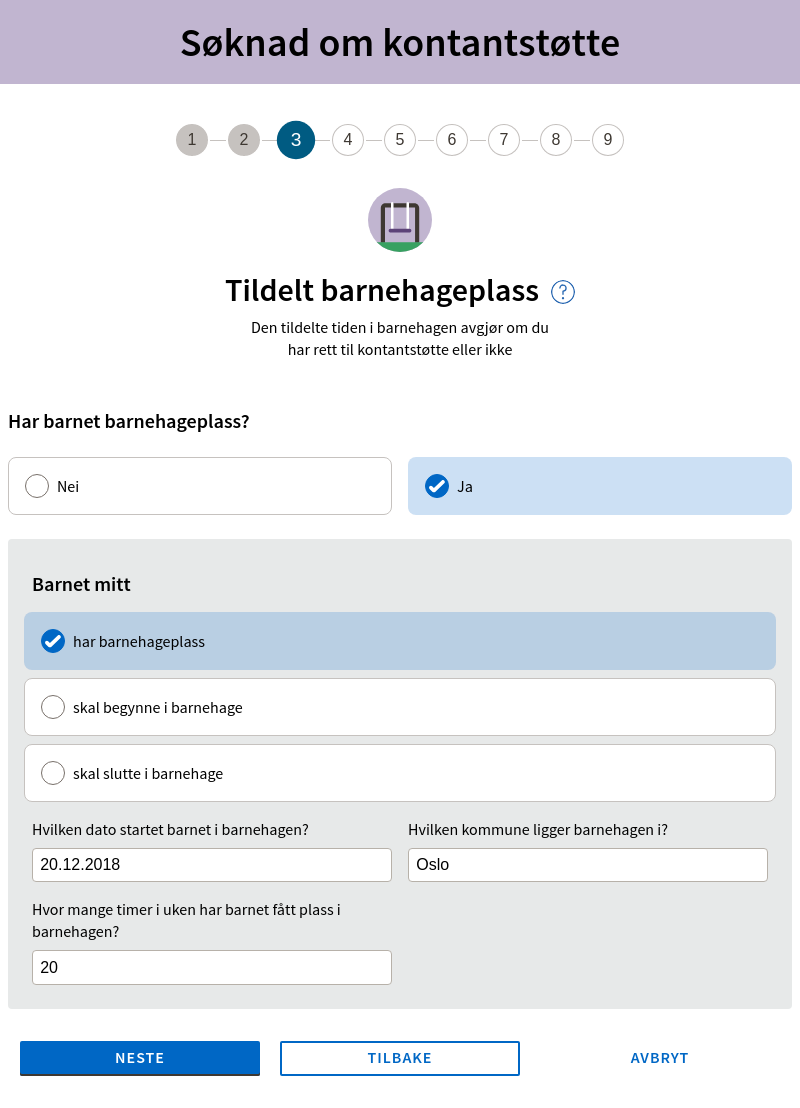 Søknad om kontantstøtte
1 2 3 4 5 6 7 8 9
Tildelt barnehageplass ?
Den tildelte tiden i barnehagen avgjør om du
har rett til kontantstøtte eller ikke
Har barnet barnehageplass?
Nei
Ja
Barnet mitt
har barnehageplass
skal begynne i barnehage
skal slutte i barnehage
Hvilken dato startet barnet i barnehagen?
20.12.2018
Hvilken kommune ligger barnehagen i?
Oslo
Hvor mange timer i uken har barnet fått plass i
barnehagen?
20
NESTE
TILBAKE
AVBRYT